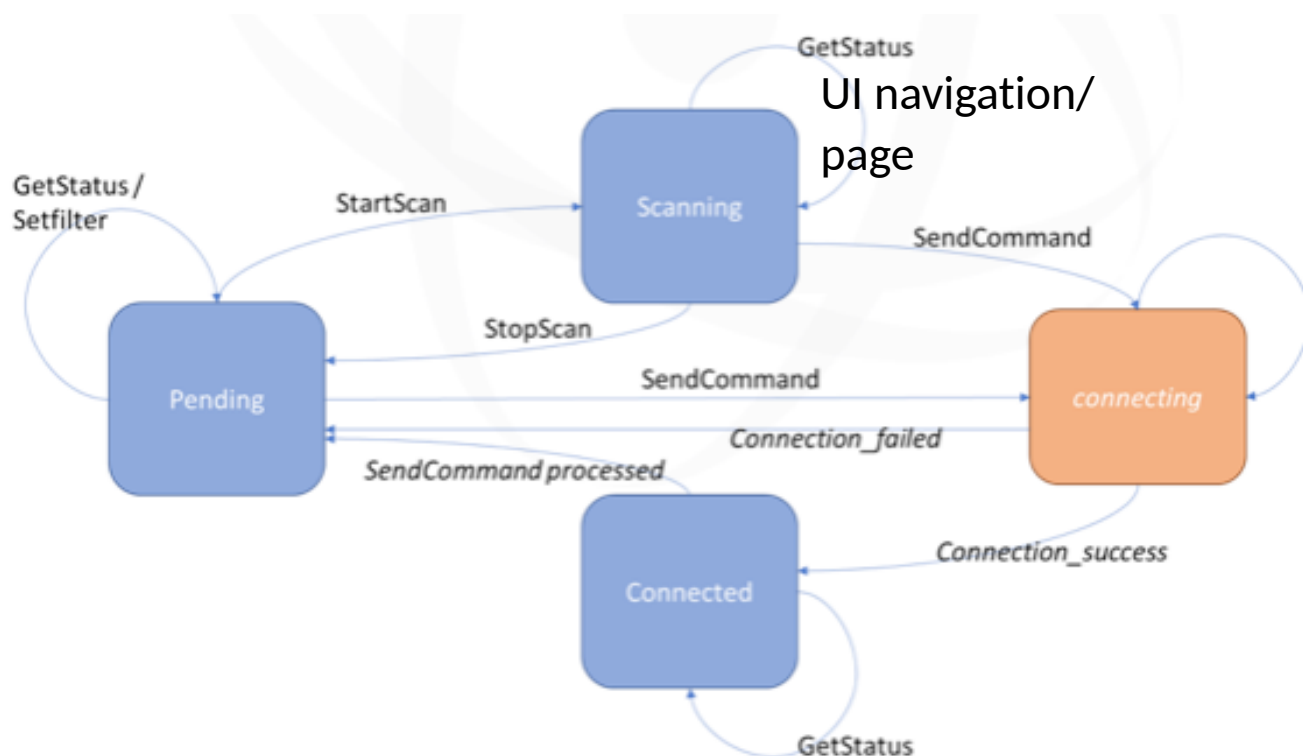 GetStatus
UI navigation/
page
GetStatus /
Setfilter
StartScan
Scanning
SendCommand
StopScan
SendCommand
Pending
connecting
Connection_failed
SendCommand processed
Connection_success
Connected
GetStatus